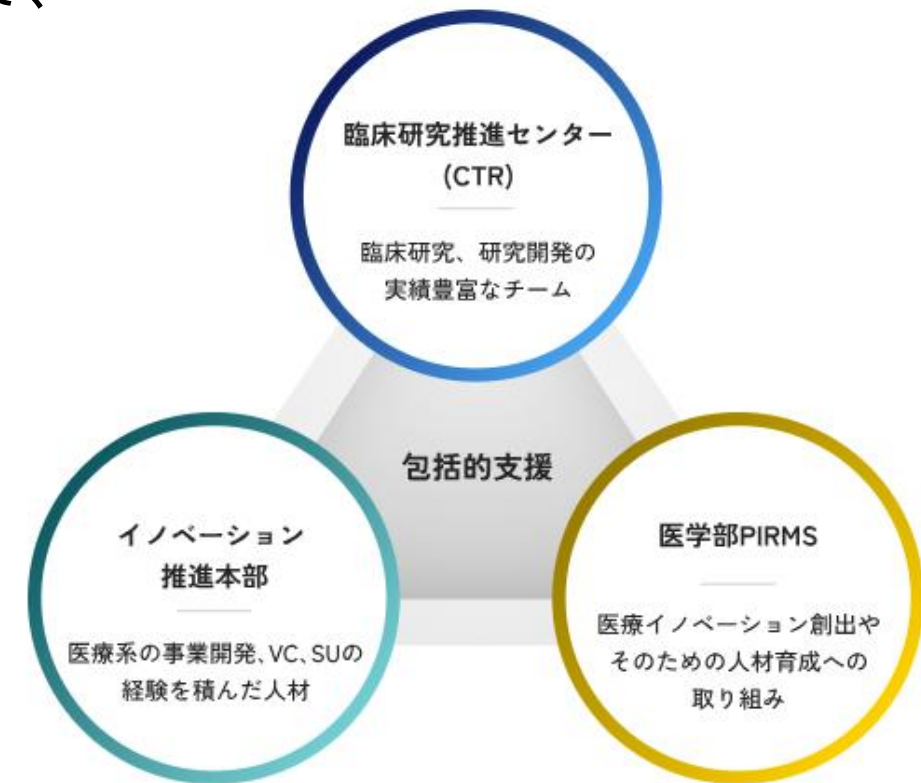 臨床研究推進センター
(CTR)
臨床研究、研究開発の
実績豊富なチーム
包括的支援
イノベーション
推進本部
医療系の事業開発、VC、SUの
経験を積んだ人材
医学部PIRMS
医療イノベーション創出や
そのための人材育成への
取り組み